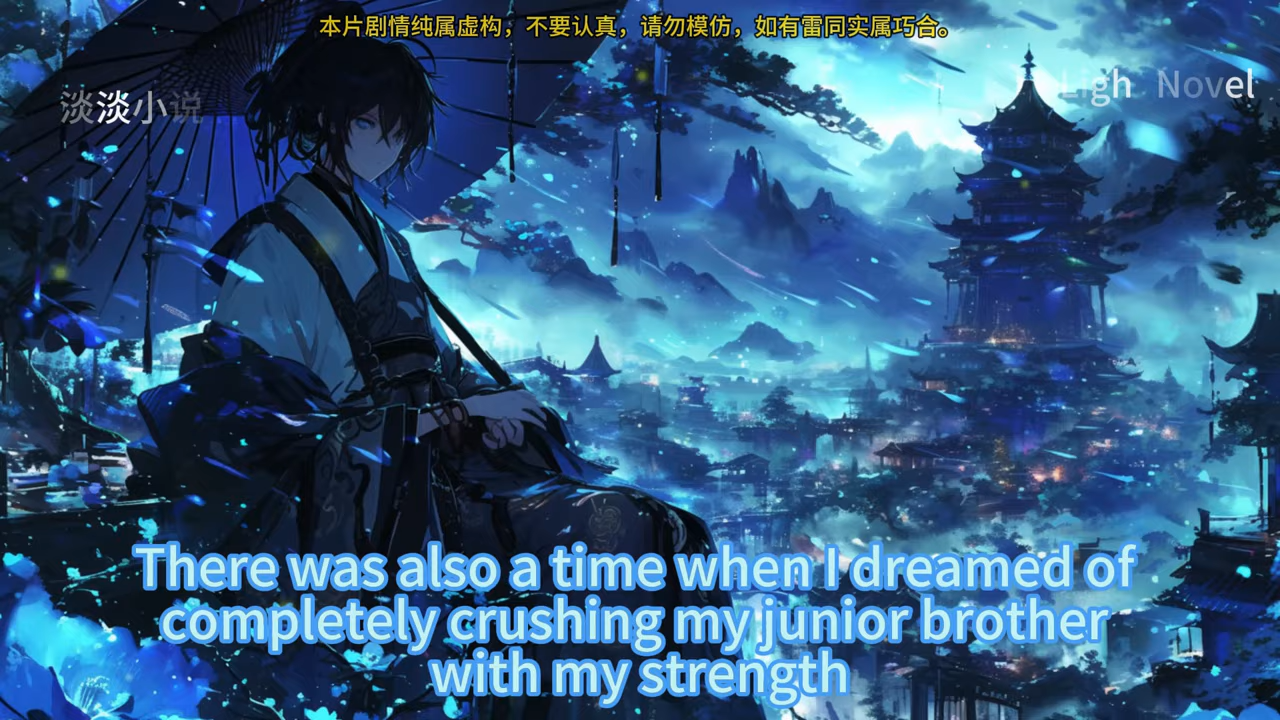 本片剧情纯属虚构，不要认真，请勿模仿，如有雷同实属巧合。
淡淡小说
Ligh Novel
There was also a time when I dreamed of
completely crushing my junior brother
with my strength